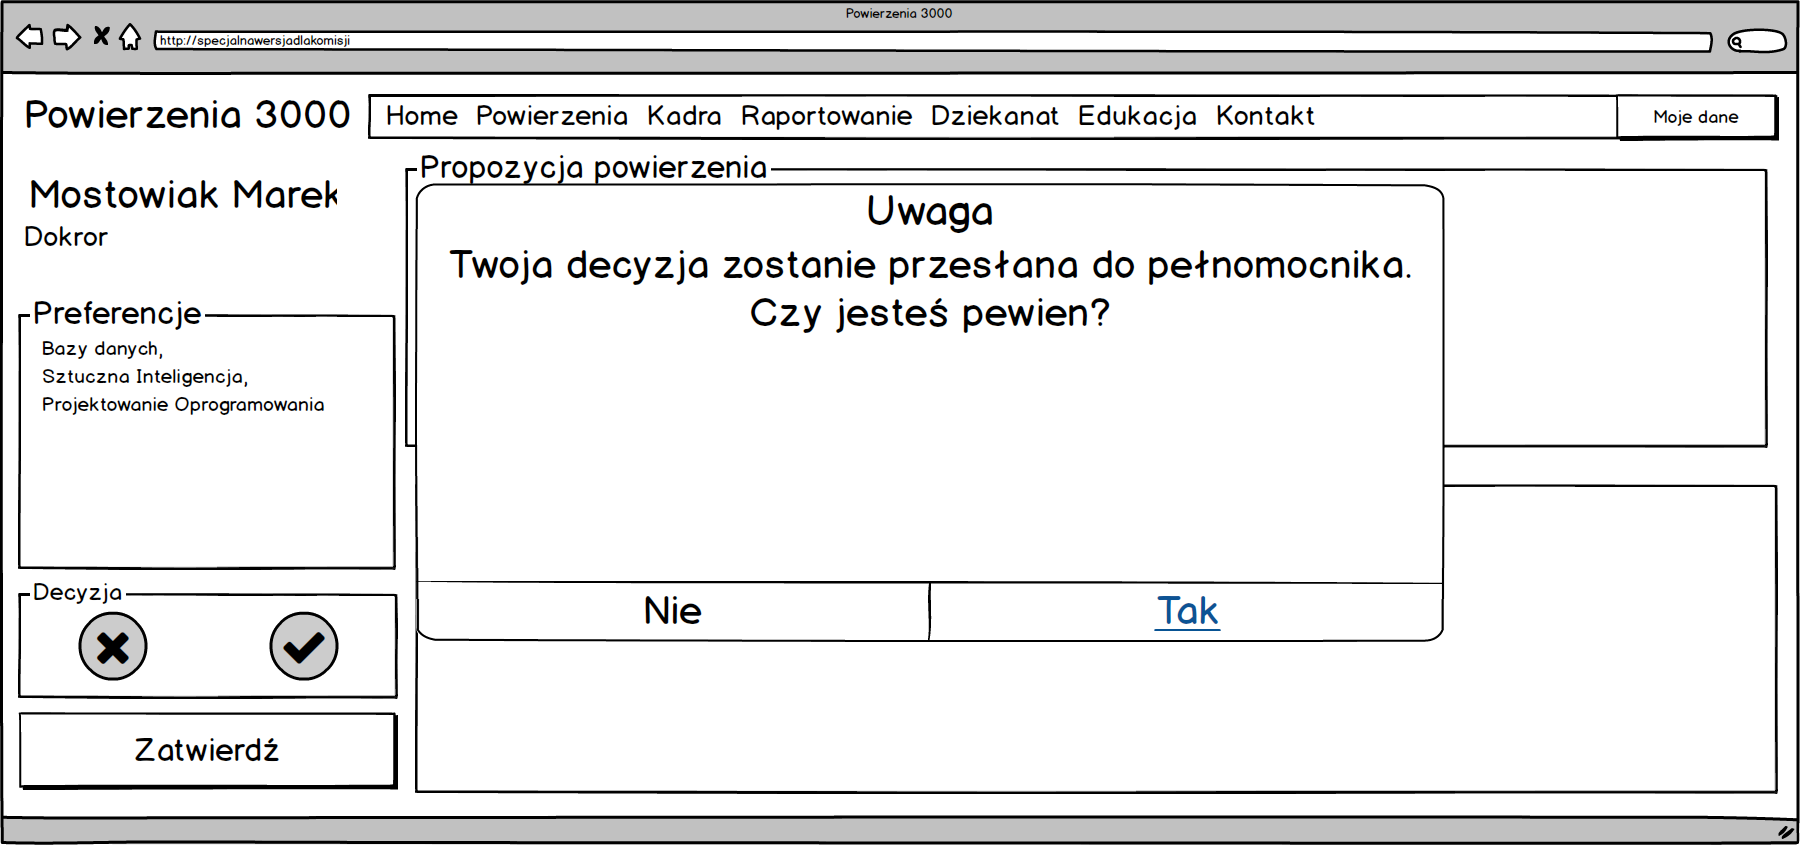 Powierzenia 3000
http://specjalnawersjadlakomisji
Powierzenia 3000
Home Powierzenia Kadra Raportowanie Dziekanat Edukacja Kontakt
Moje dane
Mostowiak Marek
Dokror
Preferencje
Bazy danych,
Sztuczna Inteligencja,
Projektowanie Oprogramowania
Decyzja
Zatwierdź
Propozycja powierzenia
Uwaga
Twoja decyzja zostanie przesłana do pełnomocnika.
Czy jesteś pewien?
Nie
Tak